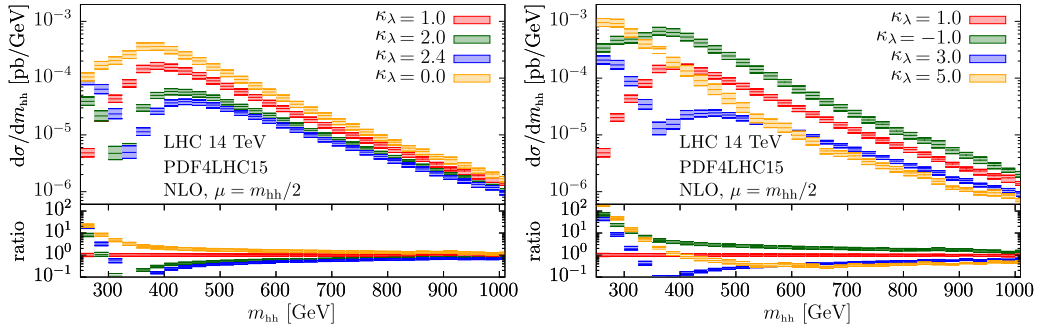 κλ = 1.0
κλ = 2.0
κλ = 2.4
κλ = 0.0
LHC 14 TeV
PDF4LHC15
NLO, μ = mhh/2
dσ/dmhh [pb/GeV]
10⁻³
10⁻⁴
10⁻⁵
10⁻⁶
ratio
10²
10¹
10⁰
10⁻¹
300 400 500 600 700 800 900 1000
mhh [GeV]
κλ = 1.0
κλ = −1.0
κλ = 3.0
κλ = 5.0
LHC 14 TeV
PDF4LHC15
NLO, μ = mhh/2
dσ/dmhh [pb/GeV]
10⁻³
10⁻⁴
10⁻⁵
10⁻⁶
ratio
10²
10¹
10⁰
10⁻¹
300 400 500 600 700 800 900 1000
mhh [GeV]